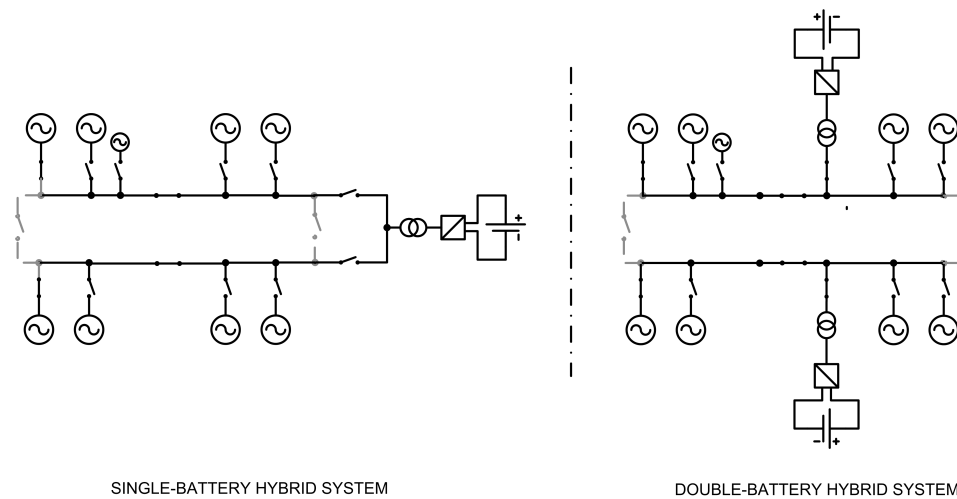 SINGLE-BATTERY HYBRID SYSTEM
DOUBLE-BATTERY HYBRID SYSTEM